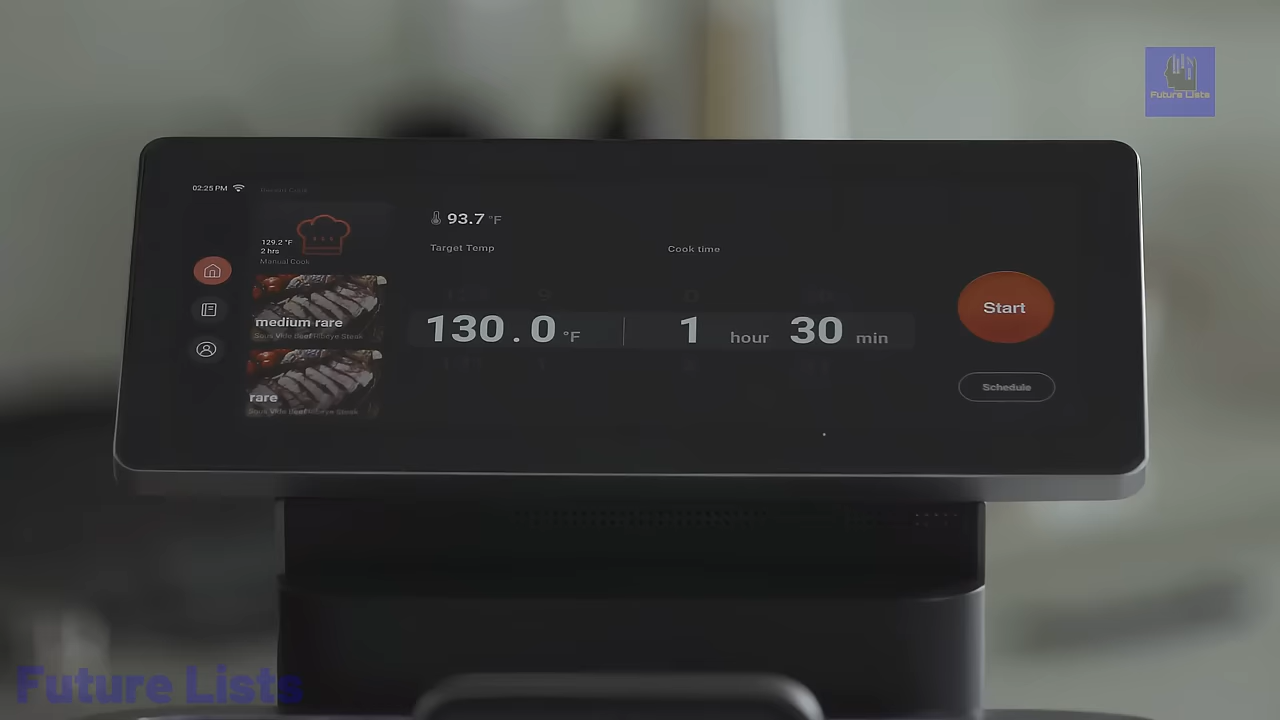 Future Lists
02:25 PM
Recent Cook
129.2 °F
2 hrs
Manual Cook
medium rare
Sous Vide Beef Ribeye Steak
rare
Sous Vide Beef Ribeye Steak
93.7 °F
Target Temp
Cook time
130.0 °F
1 hour 30 min
Start
Schedule
Future Lists